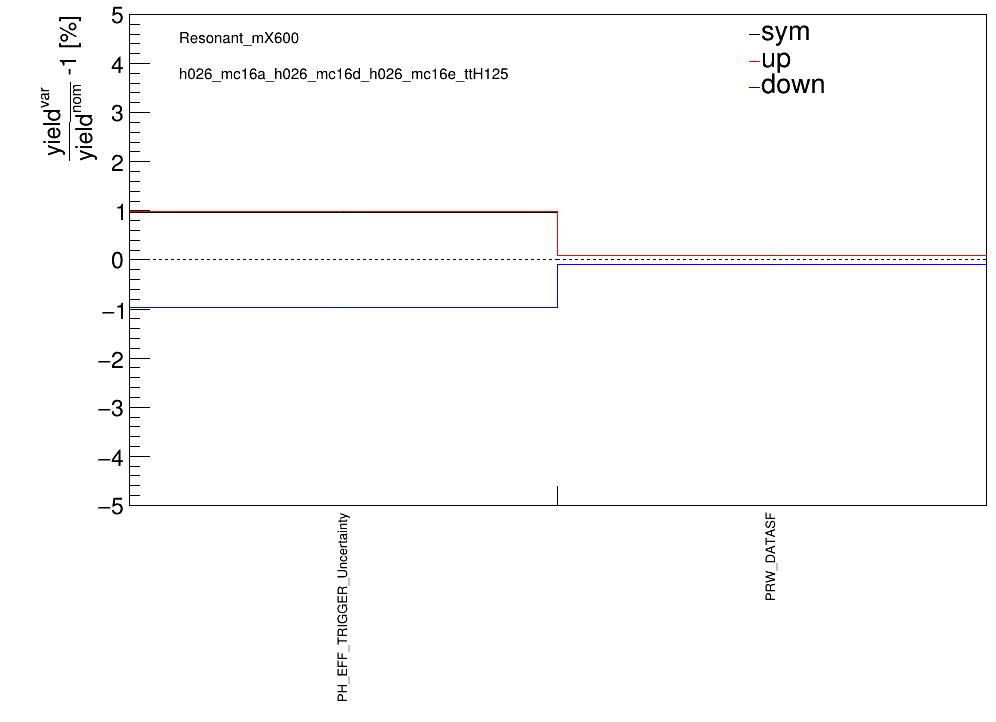 yield^var
yield^nom -1 [%]
Resonant_mX600
h026_mc16a_h026_mc16d_h026_mc16e_ttH125
−sym
−up
−down
5
4
3
2
1
0
−1
−2
−3
−4
−5
PH_EFF_TRIGGER_Uncertainty
PRW_DATASF